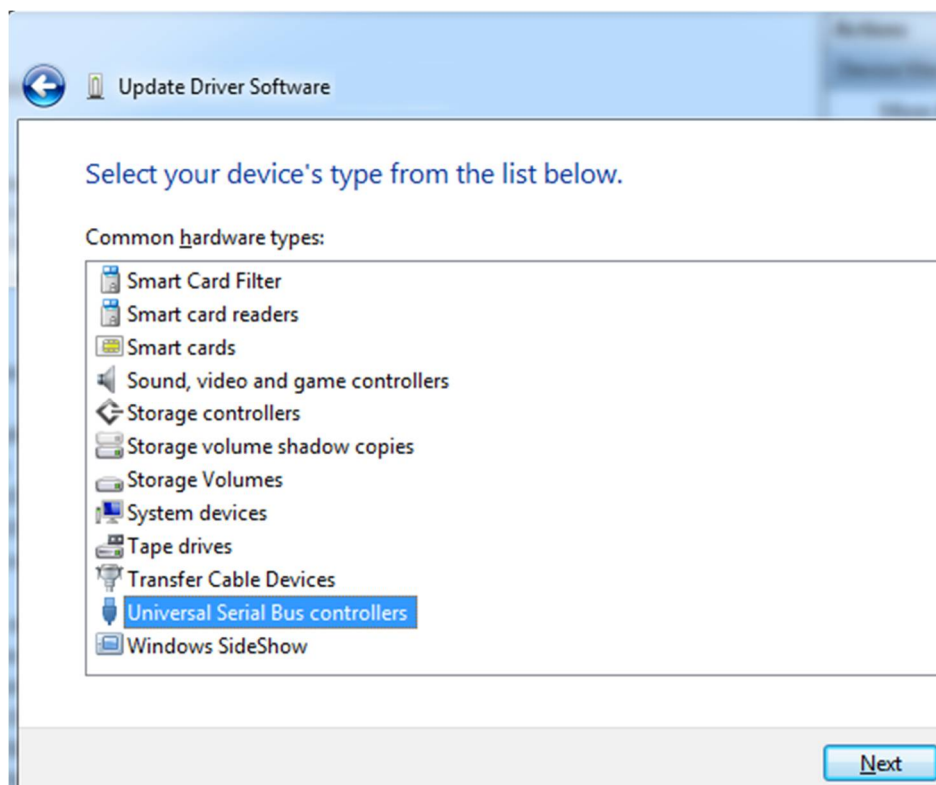 Update Driver Software
Select your device's type from the list below.
Common hardware types:
Smart Card Filter
Smart card readers
Smart cards
Sound, video and game controllers
Storage controllers
Storage volume shadow copies
Storage Volumes
System devices
Tape drives
Transfer Cable Devices
Universal Serial Bus controllers
Windows SideShow
Next